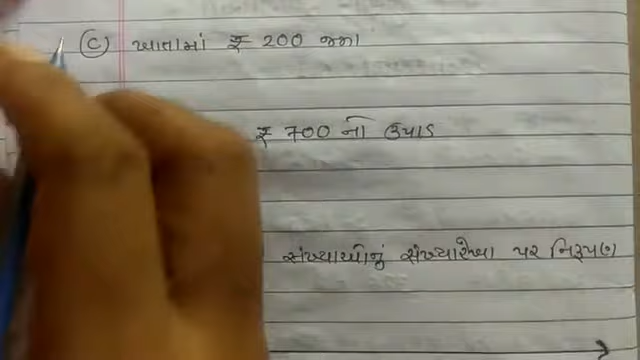 (c) ખાતામાં ₹ 200 જમા
₹ 700 નો ઉપાડ
સંખ્યાઓનું સંખ્યારેખા પર નિરૂપણ